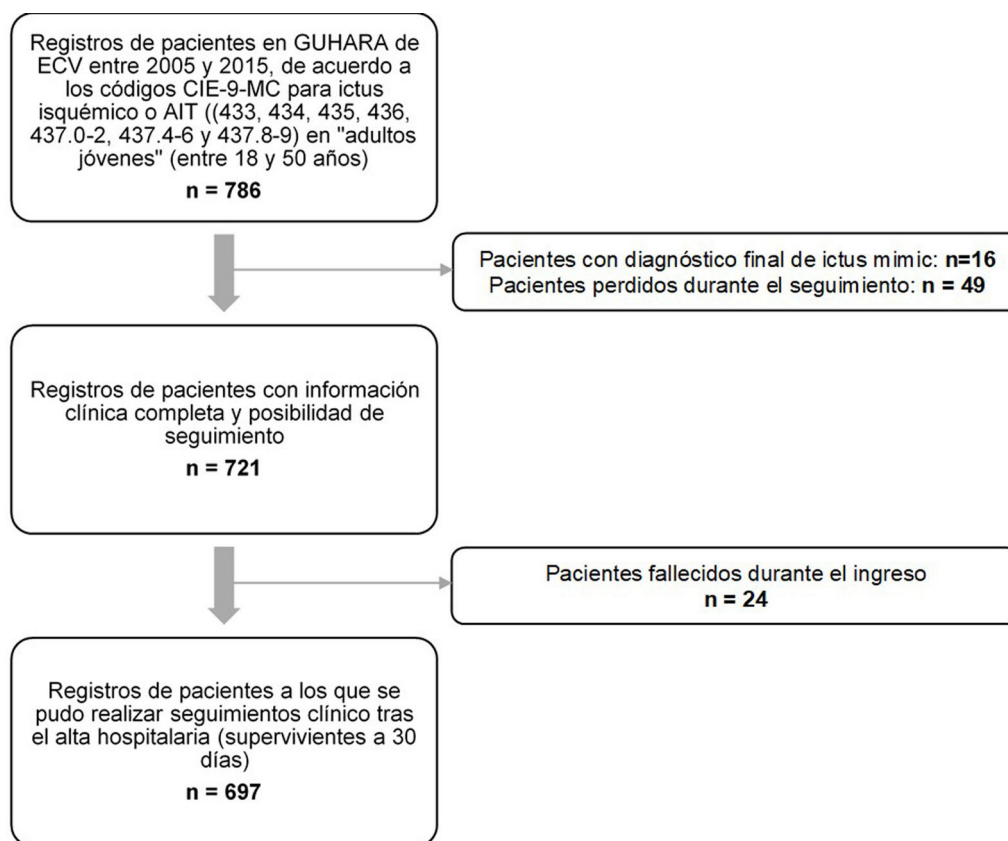 Registros de pacientes en GUHARA de
ECV entre 2005 y 2015, de acuerdo a
los códigos CIE-9-MC para ictus
isquémico o AIT ((433, 434, 435, 436,
437.0-2, 437.4-6 y 437.8-9) en "adultos
jóvenes" (entre 18 y 50 años)
n = 786
Pacientes con diagnóstico final de ictus mimic: n=16
Pacientes perdidos durante el seguimiento: n = 49
Registros de pacientes con información
clínica completa y posibilidad de
seguimiento
n = 721
Pacientes fallecidos durante el ingreso
n = 24
Registros de pacientes a los que se
pudo realizar seguimientos clínico tras
el alta hospitalaria (supervivientes a 30
días)
n = 697